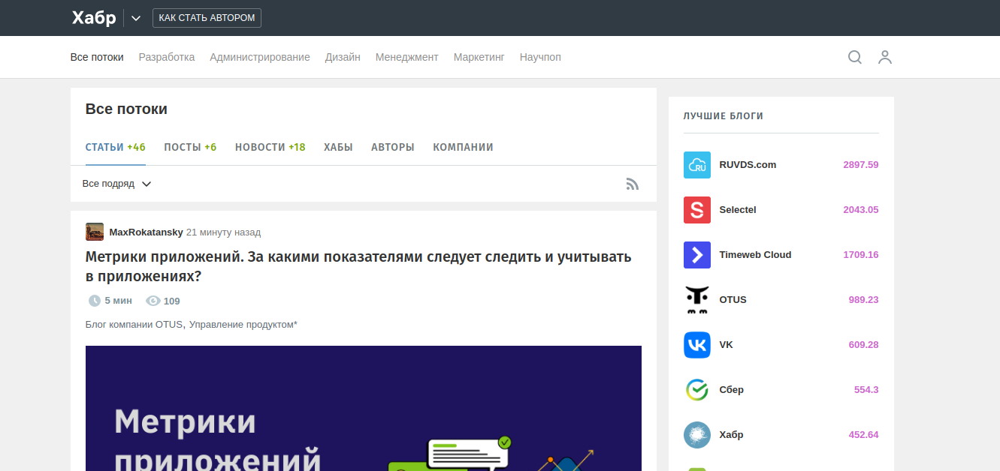 Хабр
КАК СТАТЬ АВТОРОМ
Все потоки Разработка Администрирование Дизайн Менеджмент Маркетинг Научпоп
Все потоки
СТАТЬИ +46 ПОСТЫ +6 НОВОСТИ +18 ХАБЫ АВТОРЫ КОМПАНИИ
Все подряд
MaxRokatansky 21 минуту назад
Метрики приложений. За какими показателями следует следить и учитывать
в приложениях?
5 мин 109
Блог компании OTUS, Управление продуктом*
Метрики
приложений
ЛУЧШИЕ БЛОГИ
RU
RUVDS.com 2897.59
S
Selectel 2043.05
Timeweb Cloud 1709.16
OTUS 989.23
VK
VK 609.28
Сбер 554.3
Хабр 452.64